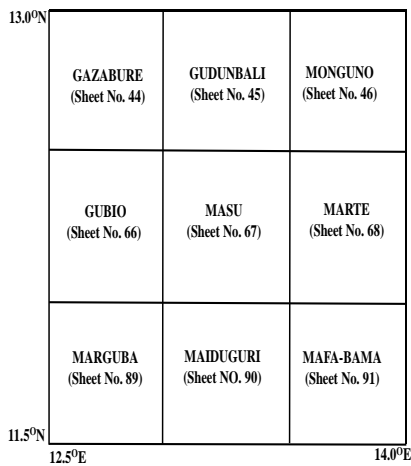 13.0ᴼN
GAZABURE
(Sheet No. 44)
GUDUNBALI
(Sheet No. 45)
MONGUNO
(Sheet No. 46)
GUBIO
(Sheet No. 66)
MASU
(Sheet No. 67)
MARTE
(Sheet No. 68)
MARGUBA
(Sheet No. 89)
MAIDUGURI
(Sheet NO. 90)
MAFA-BAMA
(Sheet No. 91)
11.5ᴼN
12.5ᴼE
14.0ᴼE